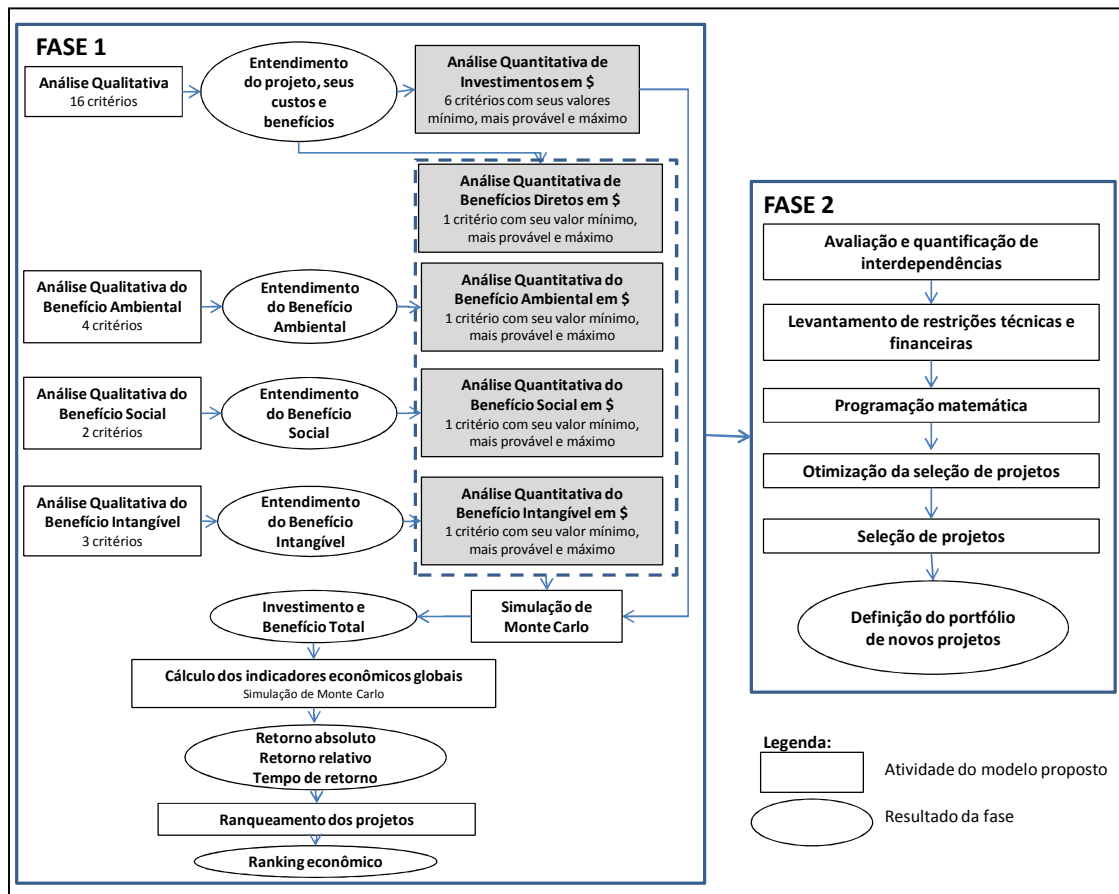 FASE 1
Análise Qualitativa
16 critérios
Entendimento
do projeto, seus
custos e
benefícios
Análise Quantitativa
de Investimentos em $
6 critérios com seus valores
mínimo, mais provável e máximo
Análise Quantitativa de
Benefícios Diretos em $
1 critério com seu valor mínimo,
mais provável e máximo
Análise Qualitativa do
Benefício Ambiental
4 critérios
Entendimento
do Benefício
Ambiental
Análise Quantitativa
do Benefício Ambiental em $
1 critério com seu valor mínimo,
mais provável e máximo
Análise Qualitativa do
Benefício Social
2 critérios
Entendimento
do Benefício
Social
Análise Quantitativa do
Benefício Social em $
1 critério com seu valor mínimo,
mais provável e máximo
Análise Qualitativa do
Benefício Intangível
3 critérios
Entendimento
do Benefício
Intangível
Análise Quantitativa do
Benefício Intangível em $
1 critério com seu valor mínimo,
mais provável e máximo
Investimento e
Benefício Total
Simulação de
Monte Carlo
Cálculo dos indicadores econômicos globais
Simulação de Monte Carlo
Retorno absoluto
Retorno relativo
Tempo de retorno
Ranqueamento dos projetos
Ranking econômico
FASE 2
Avaliação e quantificação de
interdependências
Levantamento de restrições técnicas e
financeiras
Programação matemática
Otimização da seleção de projetos
Seleção de projetos
Definição do portfólio
de novos projetos
Legenda:
Atividade do modelo proposto
Resultado da fase